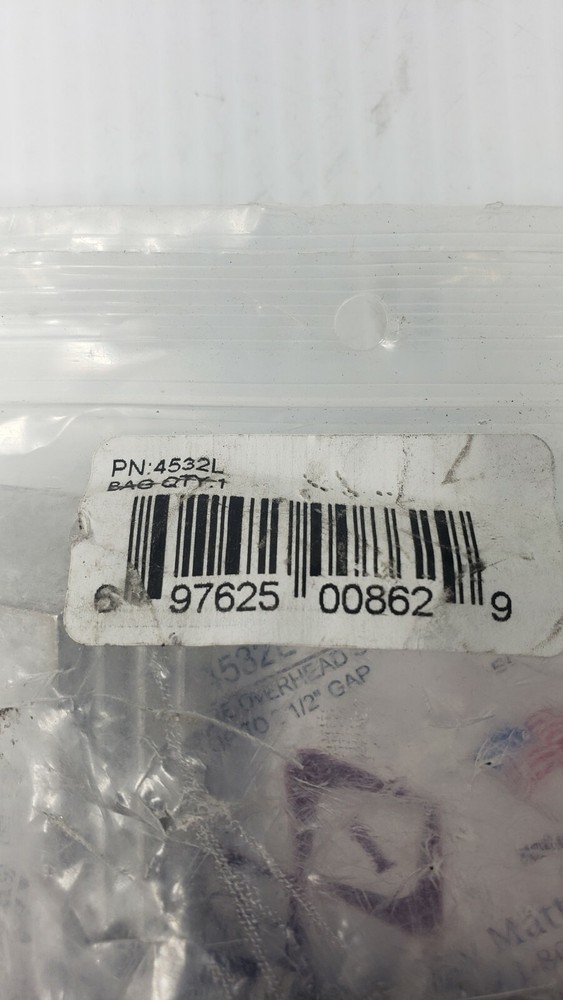 PN:4532L
BAG QTY:1
6 97625 00862 9
OVERHEAD
1/2" GAP